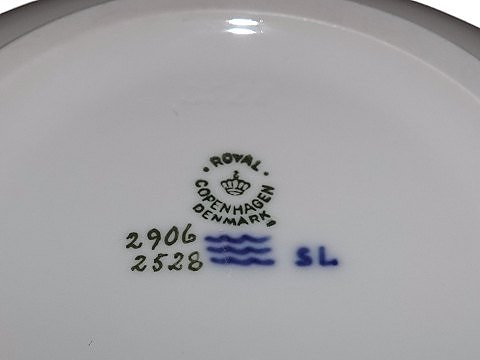 ROYAL
COPENHAGEN
DENMARK
2906
2528 SL